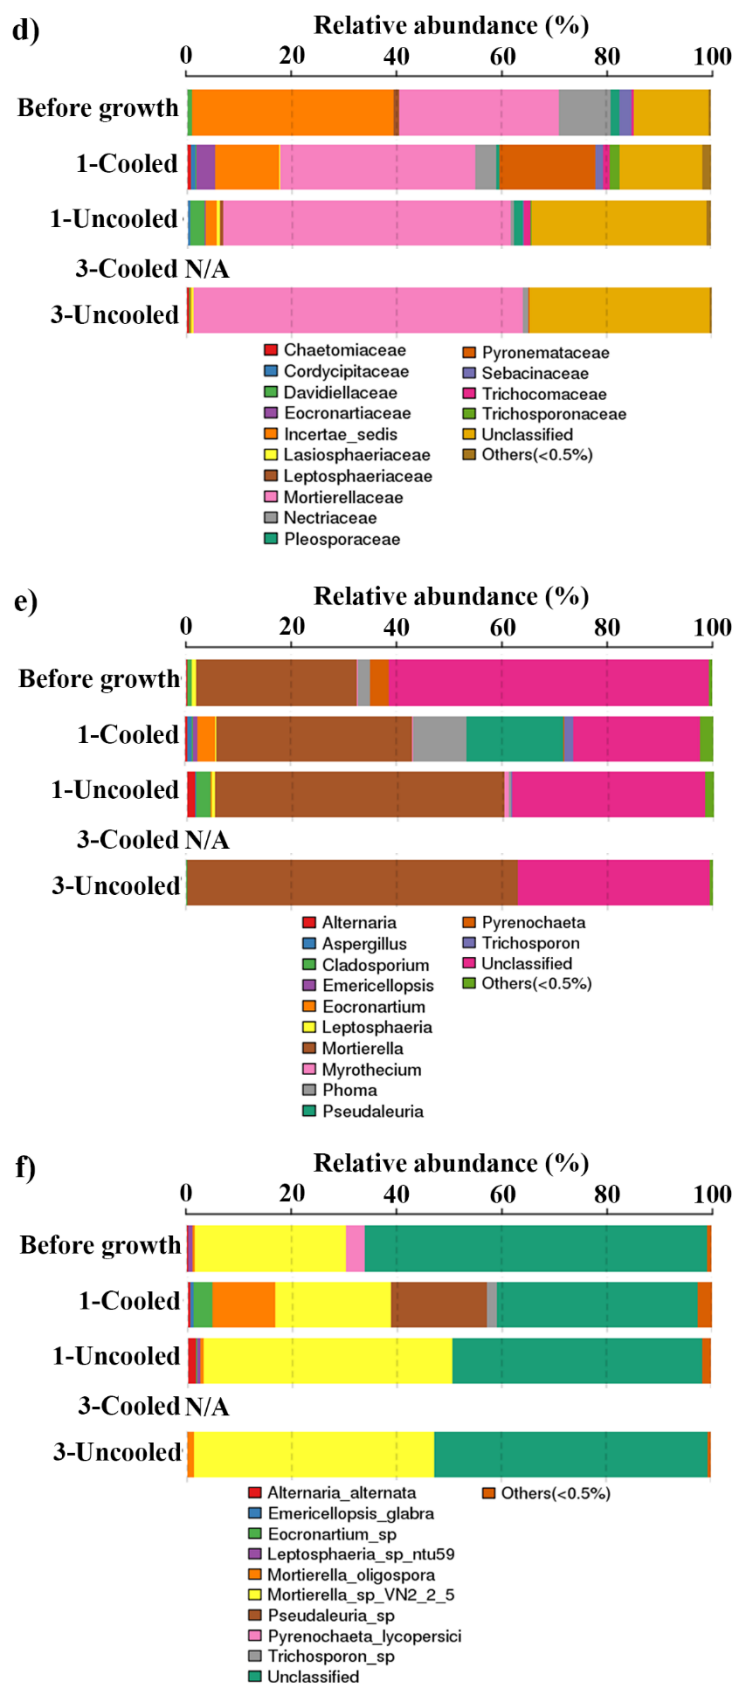 d)
Relative abundance (%)
0 20 40 60 80 100
Before growth
1-Cooled
1-Uncooled
3-Cooled N/A
3-Uncooled
Chaetomiaceae
Cordycipitaceae
Davidiellaceae
Eocronartiaceae
Incertae_sedis
Lasiosphaeriaceae
Leptosphaeriaceae
Mortierellaceae
Nectriaceae
Pleosporaceae
Pyronemataceae
Sebacinaceae
Trichocomaceae
Trichosporonaceae
Unclassified
Others(<0.5%)
e)
Relative abundance (%)
0 20 40 60 80 100
Before growth
1-Cooled
1-Uncooled
3-Cooled N/A
3-Uncooled
Alternaria
Aspergillus
Cladosporium
Emericellopsis
Eocronartium
Leptosphaeria
Mortierella
Myrothecium
Phoma
Pseudaleuria
Pyrenochaeta
Trichosporon
Unclassified
Others(<0.5%)
f)
Relative abundance (%)
0 20 40 60 80 100
Before growth
1-Cooled
1-Uncooled
3-Cooled N/A
3-Uncooled
Alternaria_alternata
Emericellopsis_glabra
Eocronartium_sp
Leptosphaeria_sp_ntu59
Mortierella_oligospora
Mortierella_sp_VN2_2_5
Pseudaleuria_sp
Pyrenochaeta_lycopersici
Trichosporon_sp
Unclassified
Others(<0.5%)